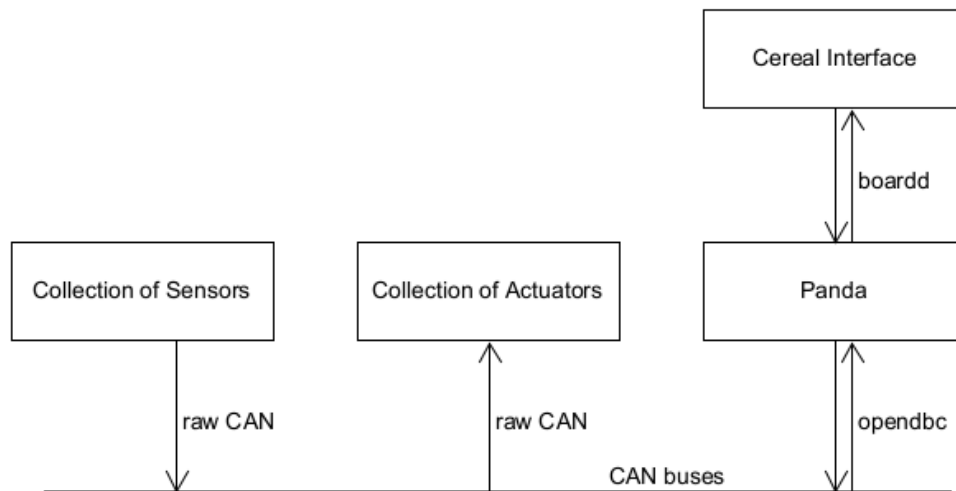 Cereal Interface
boardd
Collection of Sensors
Collection of Actuators
Panda
raw CAN
raw CAN
opendbc
CAN buses